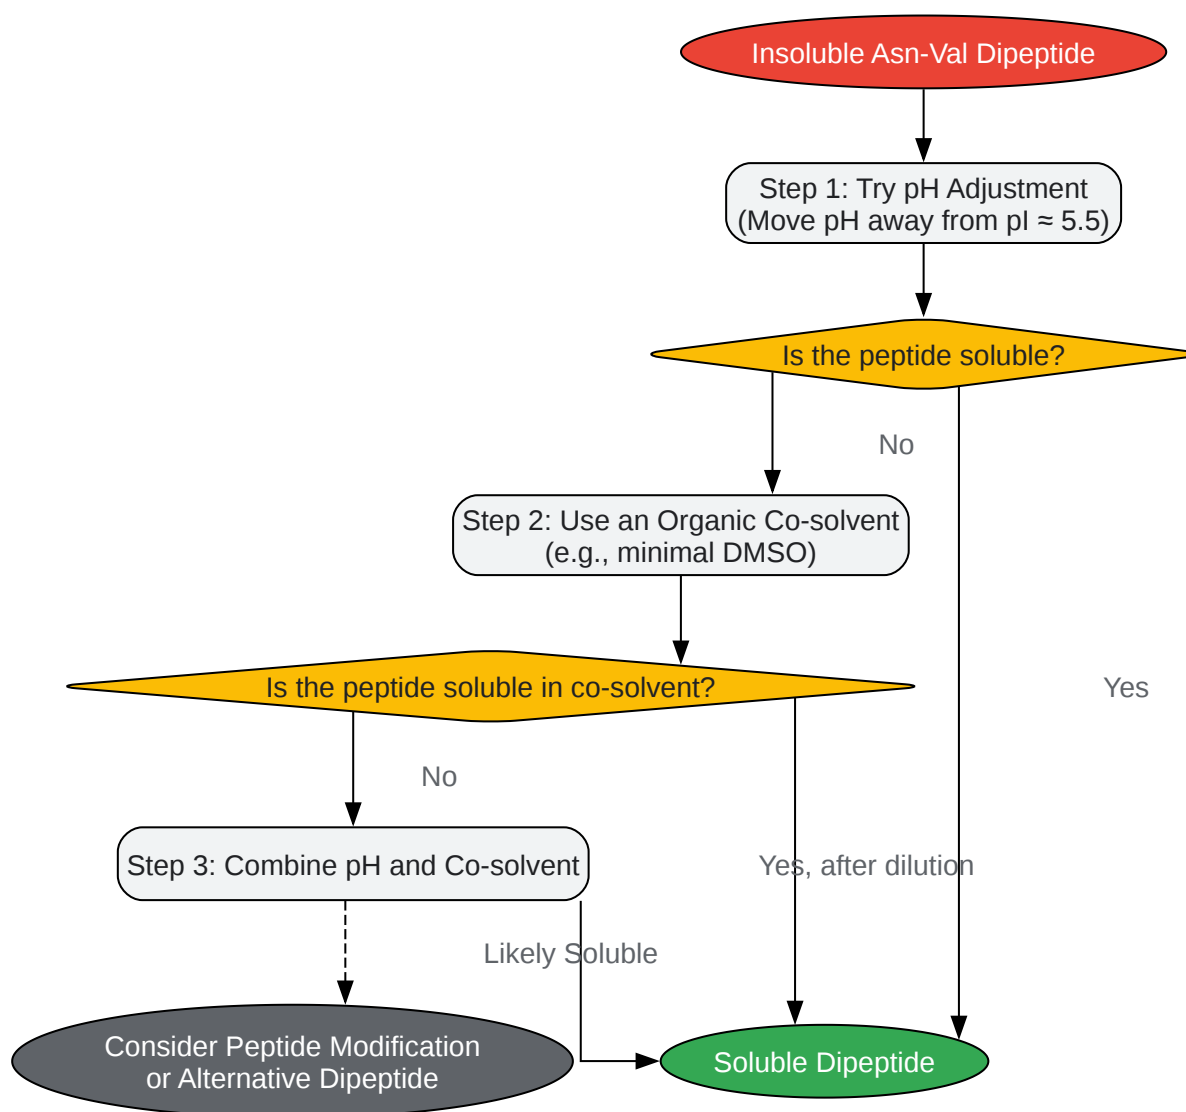 Insoluble Asn-Val Dipeptide
Step 1: Try pH Adjustment
(Move pH away from pI ≈ 5.5)
Is the peptide soluble?
No
Step 2: Use an Organic Co-solvent
(e.g., minimal DMSO)
Is the peptide soluble in co-solvent?
Yes
No
Step 3: Combine pH and Co-solvent
Yes, after dilution
Likely Soluble
Consider Peptide Modification
or Alternative Dipeptide
Soluble Dipeptide